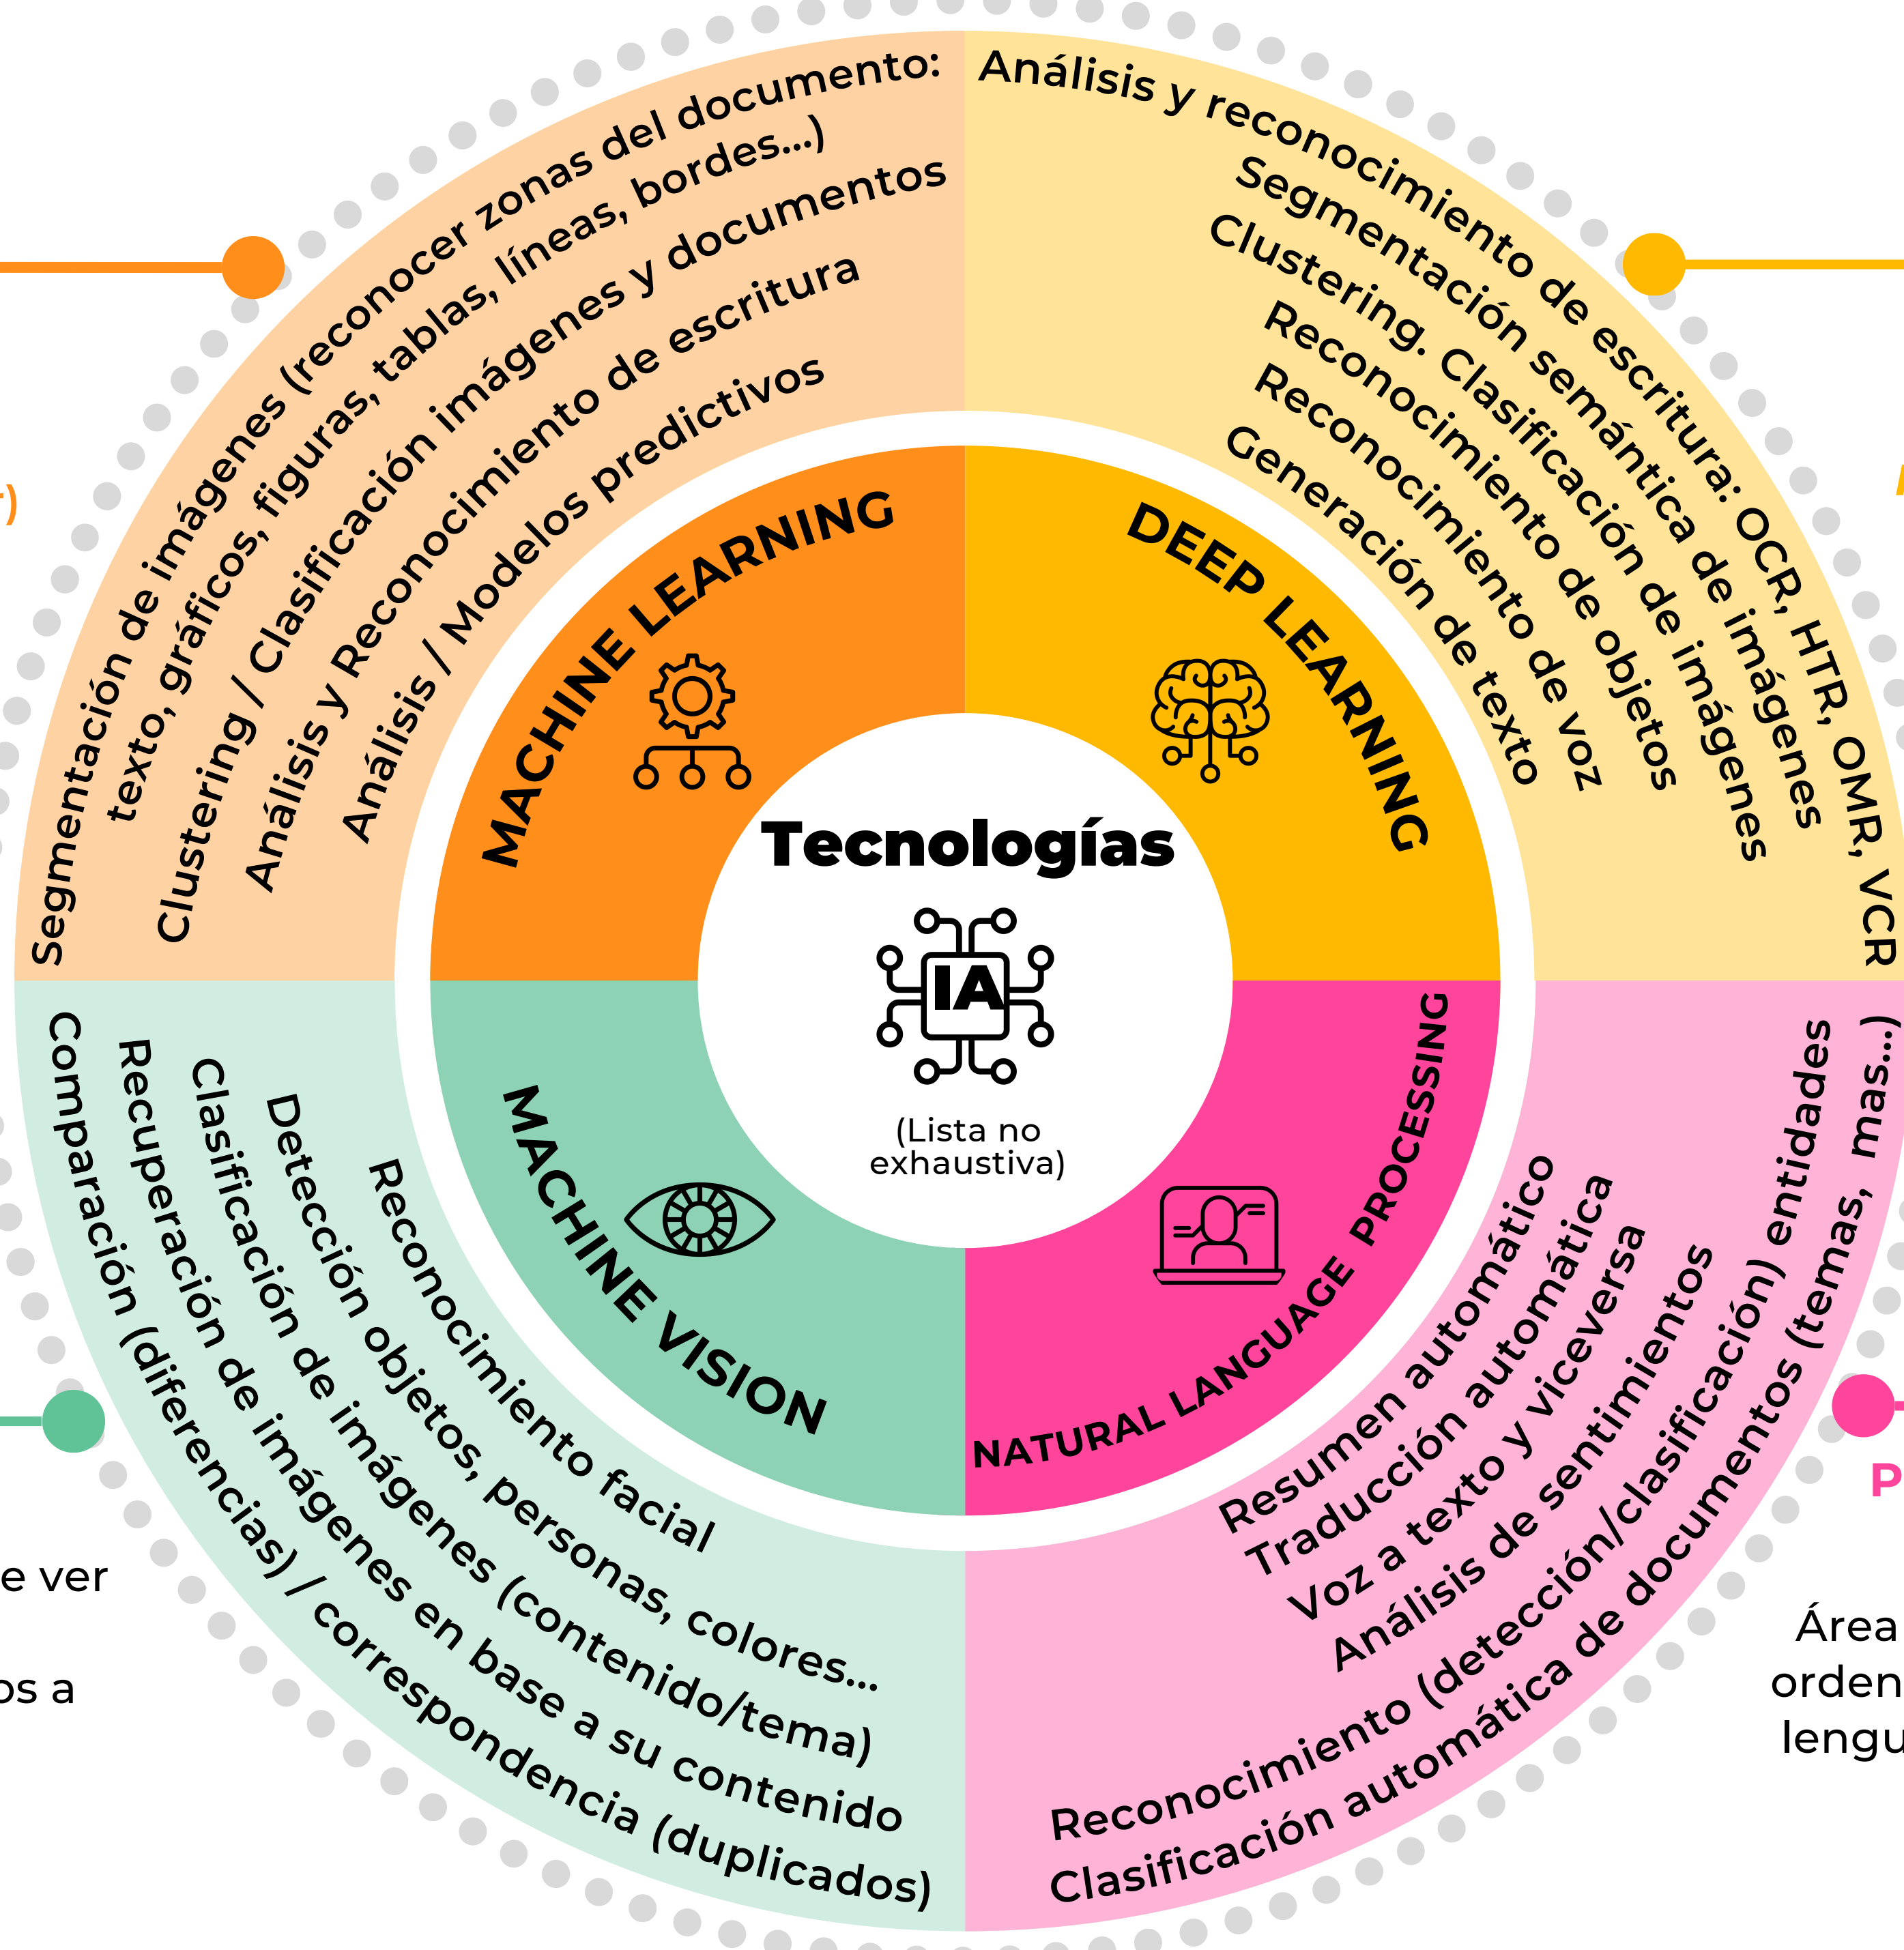 Tecnologías
IA
(Lista no
exhaustiva)
MACHINE LEARNING
Segmentación de imágenes (reconocer zonas del documento:
texto, gráficos, figuras, tablas, líneas, bordes...)
Clustering / Clasificación imágenes y documentos
Análisis y Reconocimiento de escritura
Análisis / Modelos predictivos
DEEP LEARNING
Análisis y reconocimiento de escritura: OCR, HTR, OMR, VCR
Segmentación semántica de imágenes
Clustering. Clasificación de imágenes
Reconocimiento de objetos
Reconocimiento de voz
Generación de texto
MACHINE VISION
Reconocimiento facial
Detección objetos, personas, colores...
Clasificación de imágenes (contenido/tema)
Recuperación de imágenes en base a su contenido
Comparación (diferencias) / correspondencia (duplicados)
NATURAL LANGUAGE PROCESSING
Resumen automático
Traducción automática
Voz a texto y viceversa
Análisis de sentimientos
Reconocimiento (detección/clasificación) entidades
Clasificación automática de documentos (temas, mas...)
e ver
os a
P
Área
orden
lengu